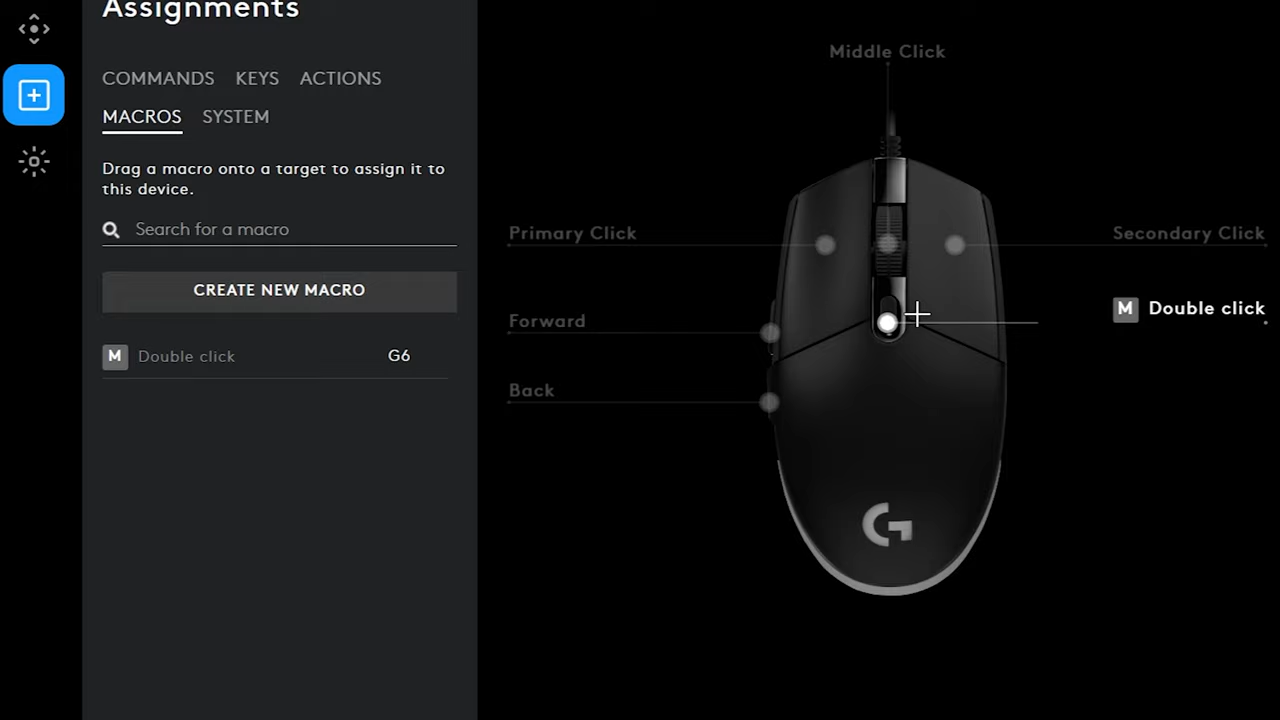 Assignments
COMMANDS KEYS ACTIONS
MACROS SYSTEM
Drag a macro onto a target to assign it to
this device.
Search for a macro
CREATE NEW MACRO
M Double click G6
Middle Click
Primary Click
Secondary Click
Forward
M Double click
Back
G